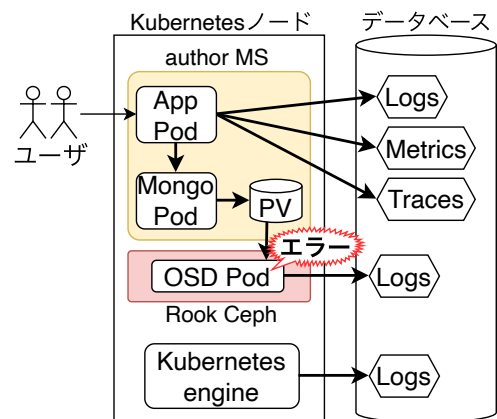 Kubernetesノード
データベース
author MS
App
Pod
Logs
Metrics
Traces
ユーザ
Mongo
Pod
PV
エラー
OSD Pod
Logs
Rook Ceph
Kubernetes
engine
Logs